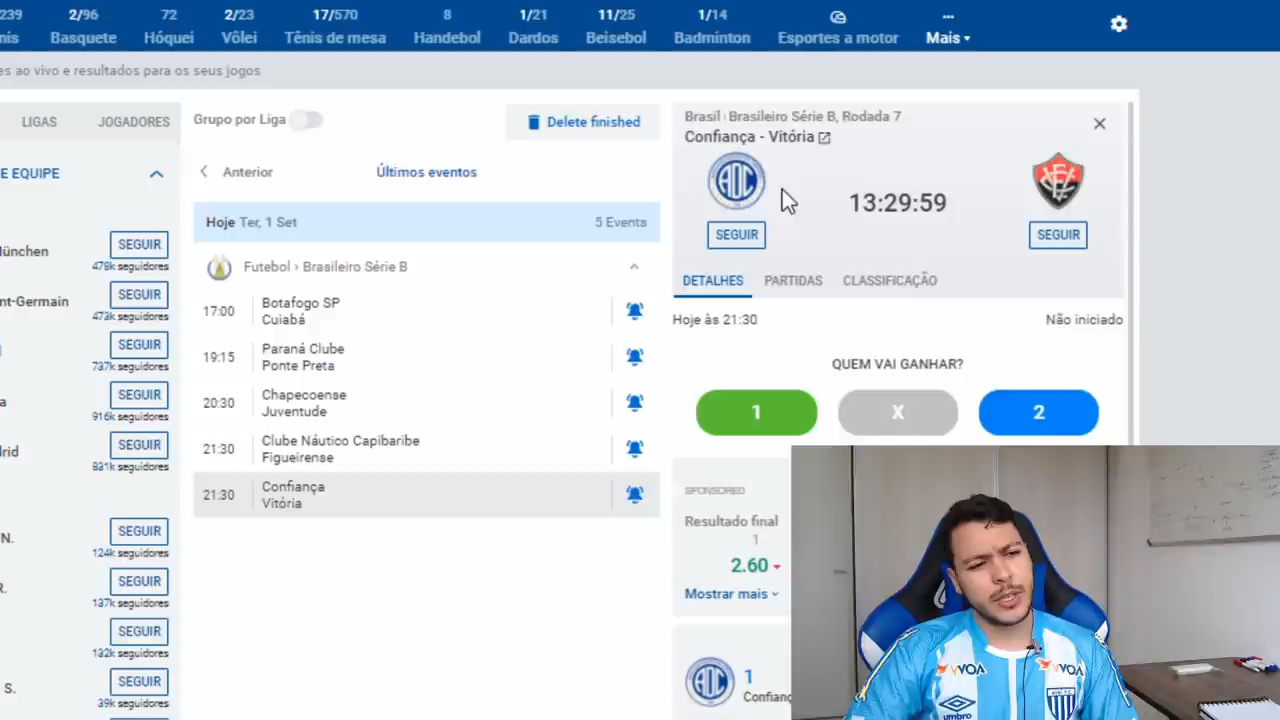 239
nis
2/96
Basquete
72
Hóquei
2/23
Vôlei
17/570
Tênis de mesa
8
Handebol
1/21
Dardos
11/25
Beisebol
1/14
Badminton
Esportes a motor
...
Mais
es ao vivo e resultados para os seus jogos
LIGAS
JOGADORES
E EQUIPE
München
SEGUIR
478k seguidores
nt-Germain
SEGUIR
473k seguidores
SEGUIR
737k seguidores
a
SEGUIR
916k seguidores
drid
SEGUIR
831k seguidores
N.
SEGUIR
124k seguidores
R.
SEGUIR
137k seguidores
SEGUIR
132k seguidores
S.
SEGUIR
39k seguidores
Grupo por Liga
Delete finished
Anterior
Últimos eventos
Hoje Ter, 1 Set
5 Events
Futebol › Brasileiro Série B
17:00
Botafogo SP
Cuiabá
19:15
Paraná Clube
Ponte Preta
20:30
Chapecoense
Juventude
21:30
Clube Náutico Capibaribe
Figueirense
21:30
Confiança
Vitória
Brasil › Brasileiro Série B, Rodada 7
Confiança - Vitória
ADC
13:29:59
SEGUIR
SEGUIR
DETALHES
PARTIDAS
CLASSIFICAÇÃO
Hoje às 21:30
Não iniciado
QUEM VAI GANHAR?
1
X
2
SPONSORED
Resultado final
1
2.60
Mostrar mais
ADC
1
Confianç
WOA
WOA
umbro